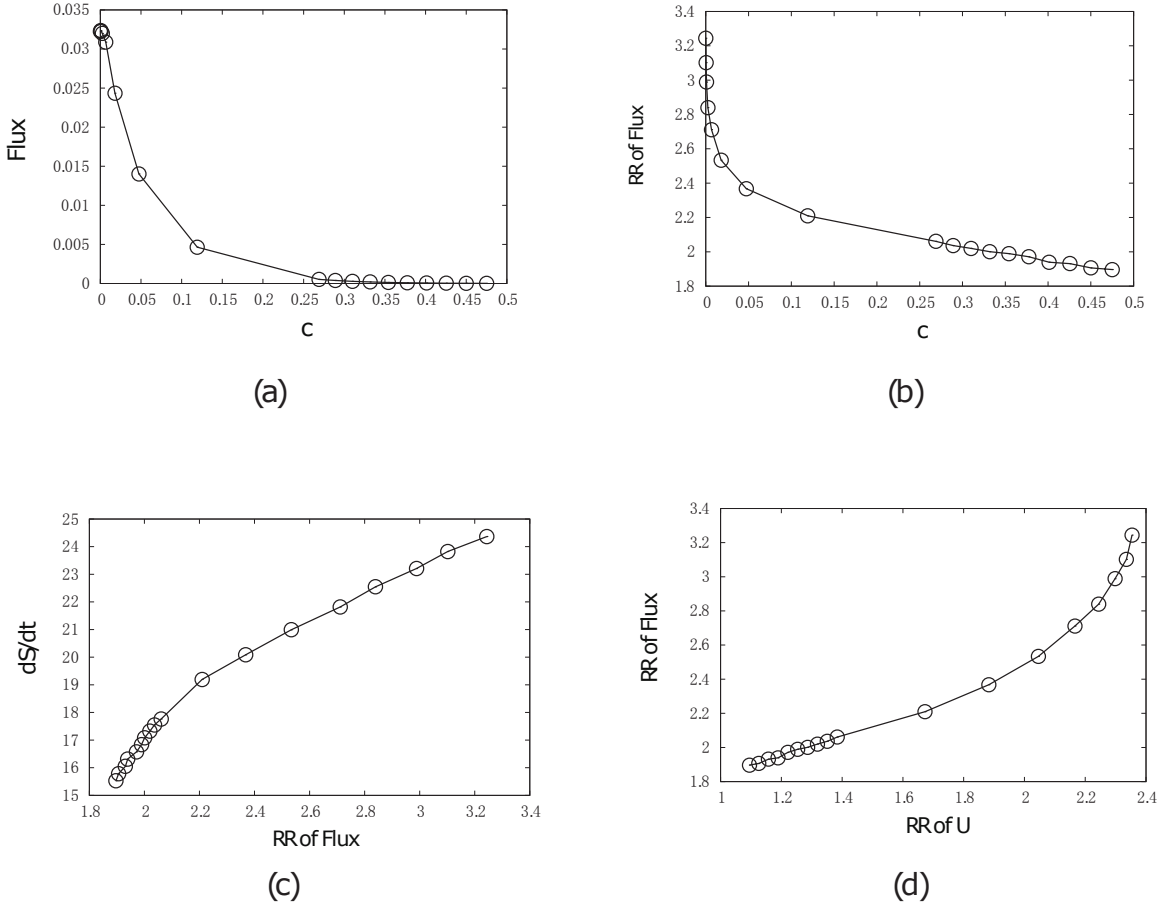 0.035
0.03
0.025
0.02
0.015
0.01
0.005
0
Flux
0 0.05 0.1 0.15 0.2 0.25 0.3 0.35 0.4 0.45 0.5
c
(a)
3.4
3.2
3
2.8
2.6
2.4
2.2
2
1.8
RR of Flux
0 0.05 0.1 0.15 0.2 0.25 0.3 0.35 0.4 0.45 0.5
c
(b)
25
24
23
22
21
20
19
18
17
16
15
dS/dt
1.8 2 2.2 2.4 2.6 2.8 3 3.2 3.4
RR of Flux
(c)
3.4
3.2
3
2.8
2.6
2.4
2.2
2
1.8
RR of Flux
1 1.2 1.4 1.6 1.8 2 2.2 2.4
RR of U
(d)